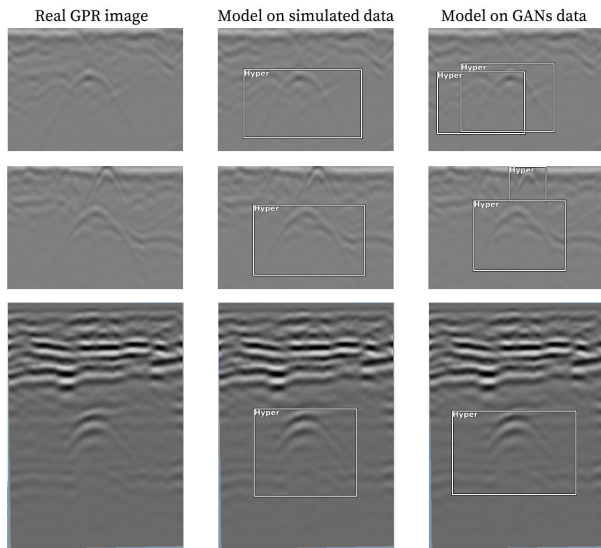 Real GPR image
Model on simulated data
Model on GANs data
Hyper
Hyper
Hyper
Hyper
Hyper
Hyper
Hyper
Hyper